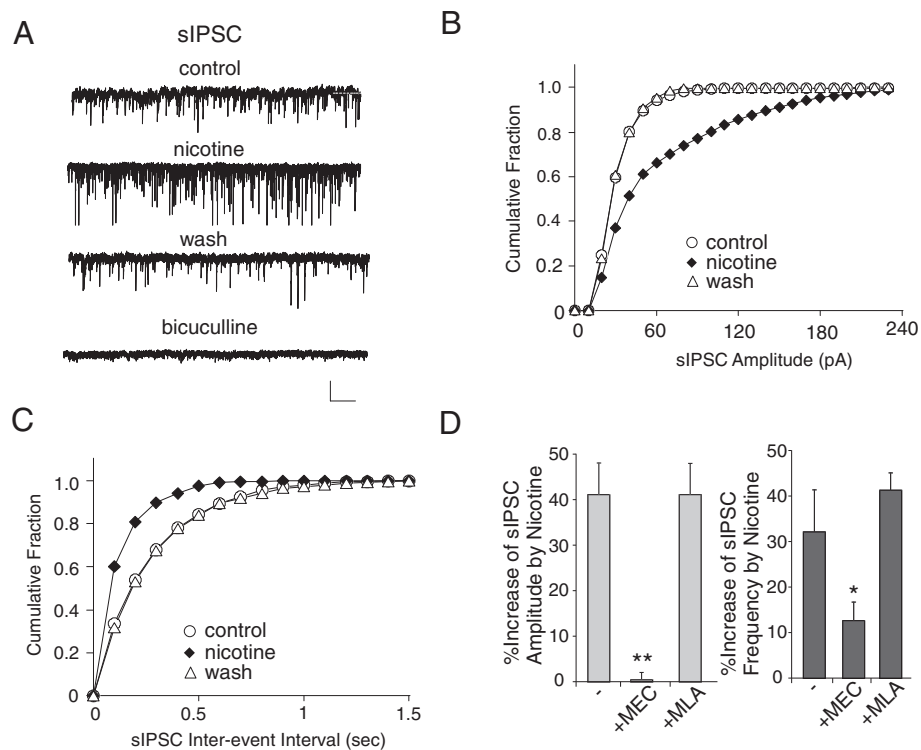 A
sIPSC
control
nicotine
wash
bicuculline
B
Cumulative Fraction
1.0
0.8
0.6
0.4
0.2
0
control
nicotine
wash
0 60 120 180 240
sIPSC Amplitude (pA)
C
Cumulative Fraction
1.0
0.8
0.6
0.4
0.2
0
control
nicotine
wash
0 0.5 1 1.5
sIPSC Inter-event Interval (sec)
D
%Increase of sIPSC
Amplitude by Nicotine
50
40
30
20
10
0
**
- +MEC +MLA
%Increase of sIPSC
Frequency by Nicotine
50
40
30
20
10
0
*
- +MEC +MLA